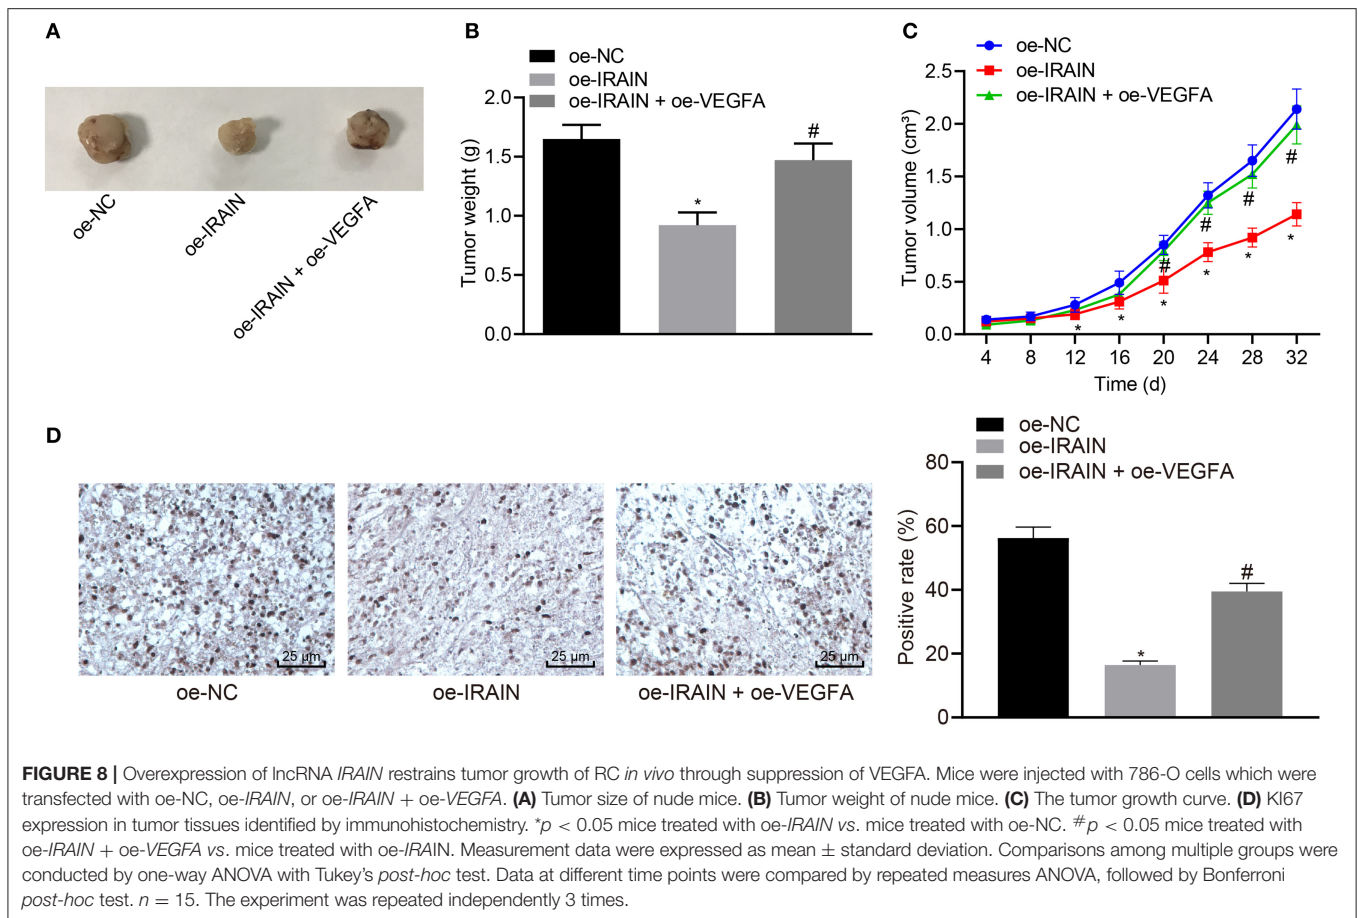 A
oe-NC
oe-IRAIN
oe-IRAIN + oe-VEGFA
B
oe-NC
oe-IRAIN
oe-IRAIN + oe-VEGFA
Tumor weight (g)
2.0
1.5
1.0
0.5
0.0
*
#
C
oe-NC
oe-IRAIN
oe-IRAIN + oe-VEGFA
Tumor volume (cm³)
2.5
2.0
1.5
1.0
0.5
0.0
#
#
#
#
*
*
*
*
*
*
4 8 12 16 20 24 28 32
Time (d)
D
25 µm
25 µm
25 µm
oe-NC
oe-IRAIN
oe-IRAIN + oe-VEGFA
oe-NC
oe-IRAIN
oe-IRAIN + oe-VEGFA
Positive rate (%)
80
60
40
20
0
*
#
FIGURE 8 | Overexpression of lncRNA IRAIN restrains tumor growth of RC in vivo through suppression of VEGFA. Mice were injected with 786-O cells which were
transfected with oe-NC, oe-IRAIN, or oe-IRAIN + oe-VEGFA. (A) Tumor size of nude mice. (B) Tumor weight of nude mice. (C) The tumor growth curve. (D) KI67
expression in tumor tissues identified by immunohistochemistry. *p < 0.05 mice treated with oe-IRAIN vs. mice treated with oe-NC. #p < 0.05 mice treated with
oe-IRAIN + oe-VEGFA vs. mice treated with oe-IRAIN. Measurement data were expressed as mean ± standard deviation. Comparisons among multiple groups were
conducted by one-way ANOVA with Tukey's post-hoc test. Data at different time points were compared by repeated measures ANOVA, followed by Bonferroni
post-hoc test. n = 15. The experiment was repeated independently 3 times.